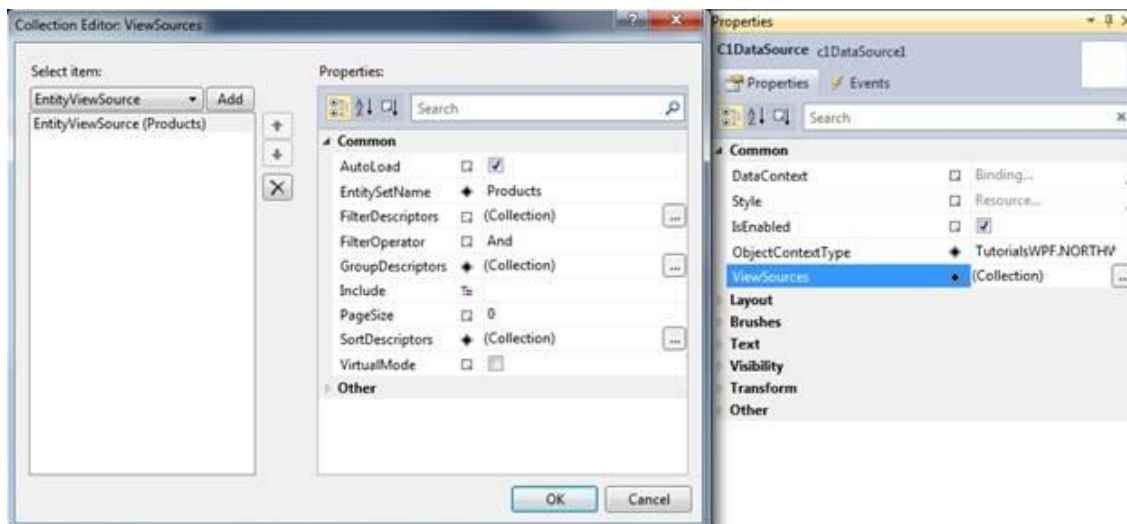 Collection Editor: ViewSources
Select item:
EntityViewSource
Add
EntityViewSource (Products)
Properties:
Search
Common
AutoLoad
EntitySetName Products
FilterDescriptors (Collection) ...
FilterOperator And
GroupDescriptors (Collection) ...
Include
PageSize 0
SortDescriptors (Collection) ...
VirtualMode
Other
OK
Cancel
Properties
C1DataSource c1DataSource1
Properties
Events
Search
Common
DataContext Binding...
Style Resource...
IsEnabled
ObjectContextType TutorialsWPF.NORTHW
ViewSources (Collection) ...
Layout
Brushes
Text
Visibility
Transform
Other